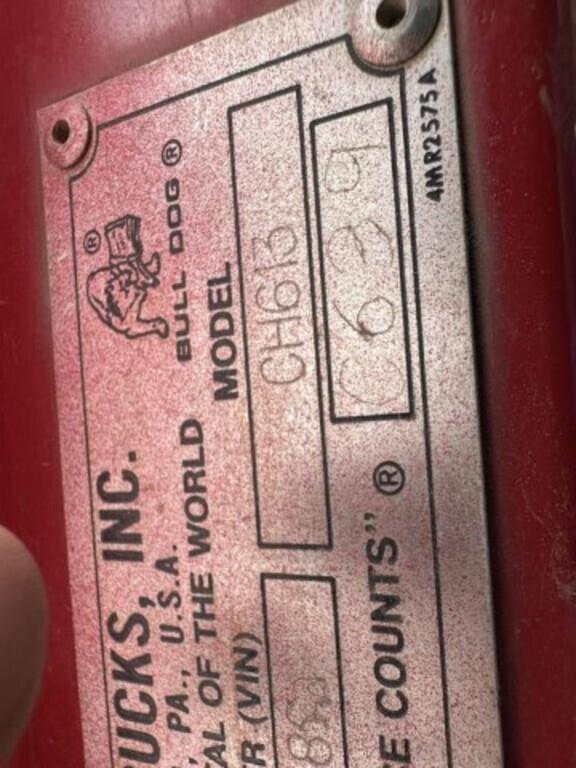 ®
BULL DOG ®
UCKS, INC.
, PA., U.S.A.
AL OF THE WORLD
MODEL
R (VIN)
CH613
E COUNTS" ®
4MR2575A